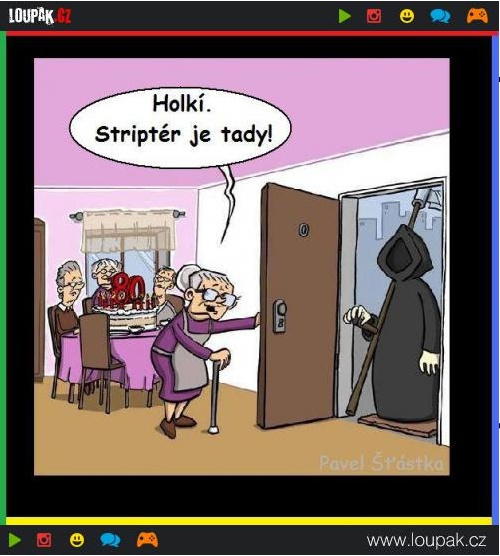 LOUPAK.CZ
Holkí.
Striptér je tady!
80
Pavel Šťástka
www.loupak.cz